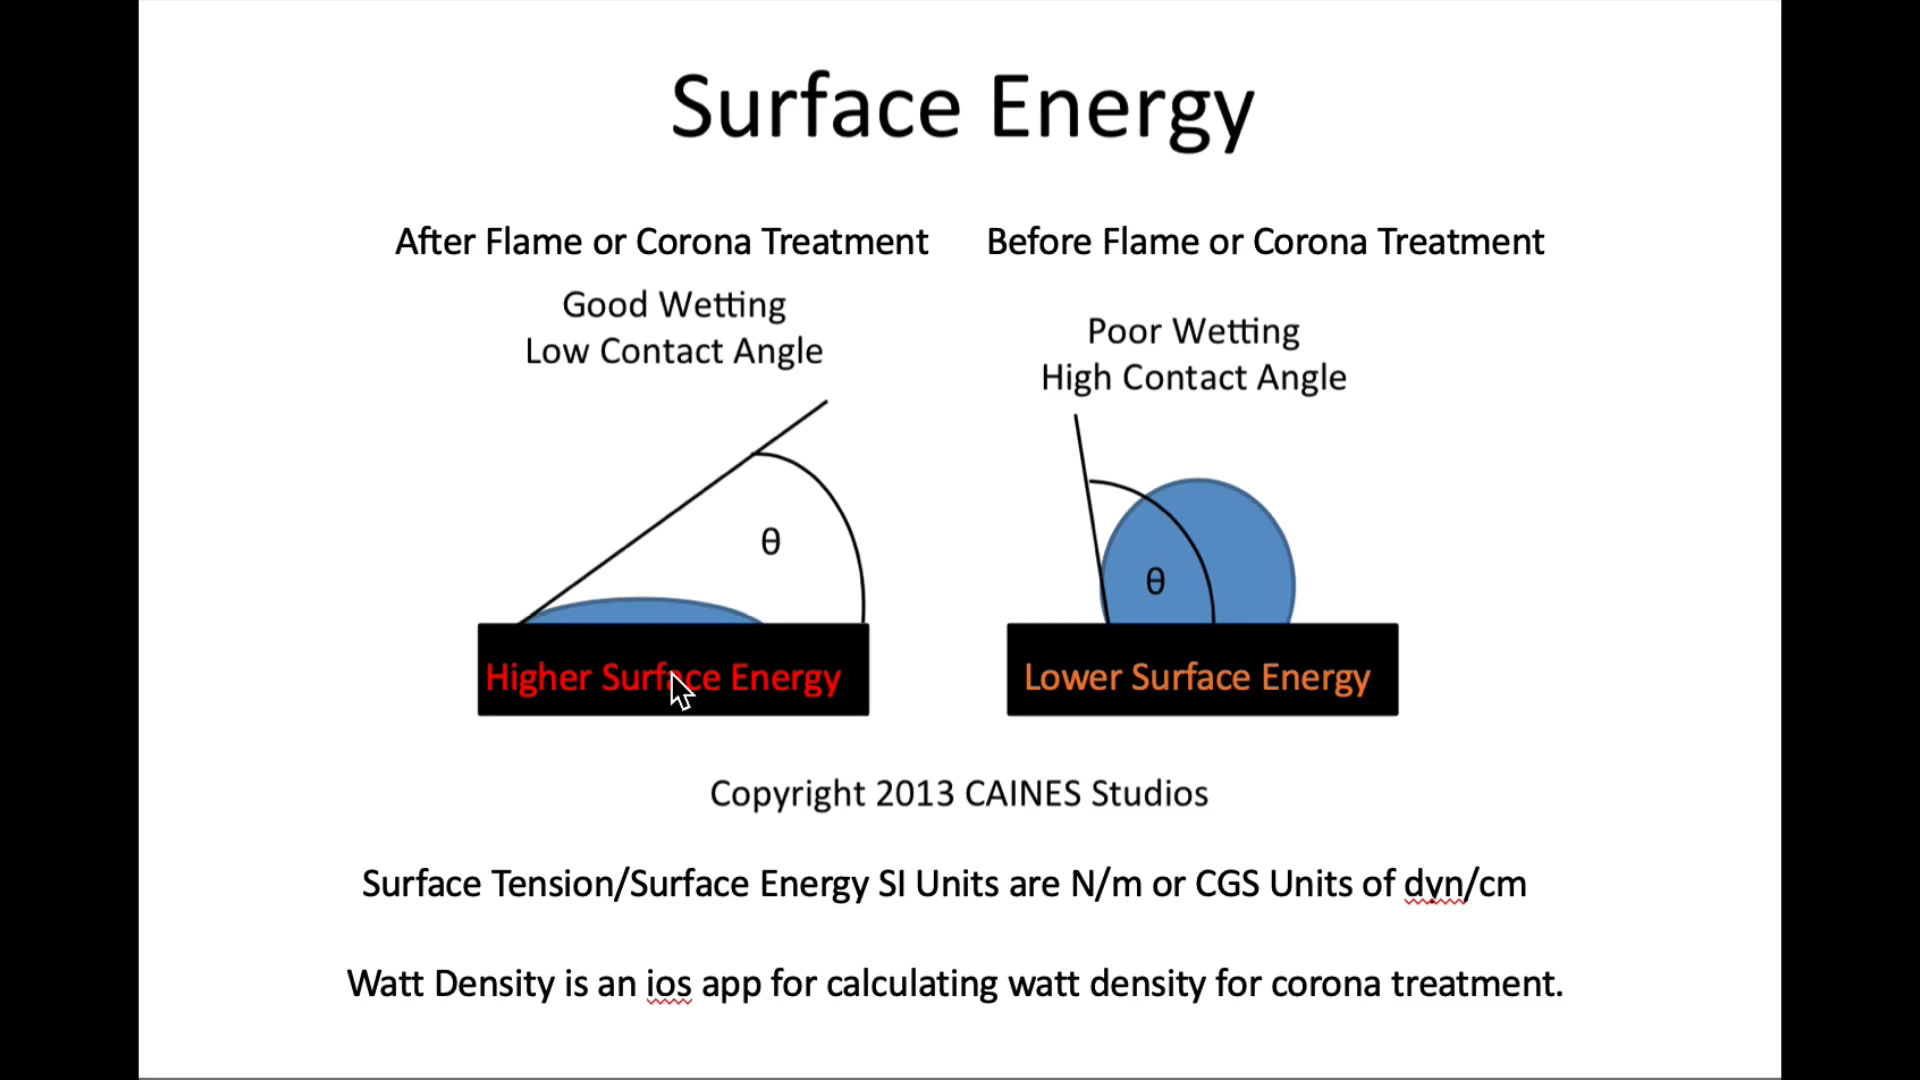 Surface Energy
After Flame or Corona Treatment
Good Wetting
Low Contact Angle
θ
Higher Surface Energy
Before Flame or Corona Treatment
Poor Wetting
High Contact Angle
θ
Lower Surface Energy
Copyright 2013 CAINES Studios
Surface Tension/Surface Energy SI Units are N/m or CGS Units of dyn/cm
Watt Density is an ios app for calculating watt density for corona treatment.